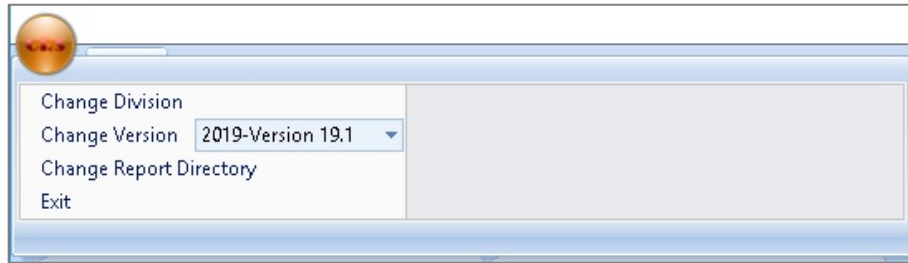 Change Division
Change Version 2019-Version 19.1
Change Report Directory
Exit